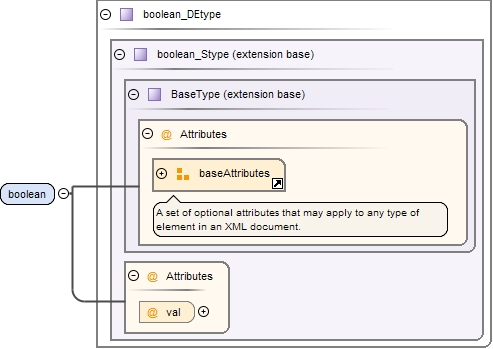 boolean_DEtype
boolean_Stype (extension base)
BaseType (extension base)
@ Attributes
baseAttributes
boolean
A set of optional attributes that may apply to any type of
element in an XML document.
@ Attributes
@ val